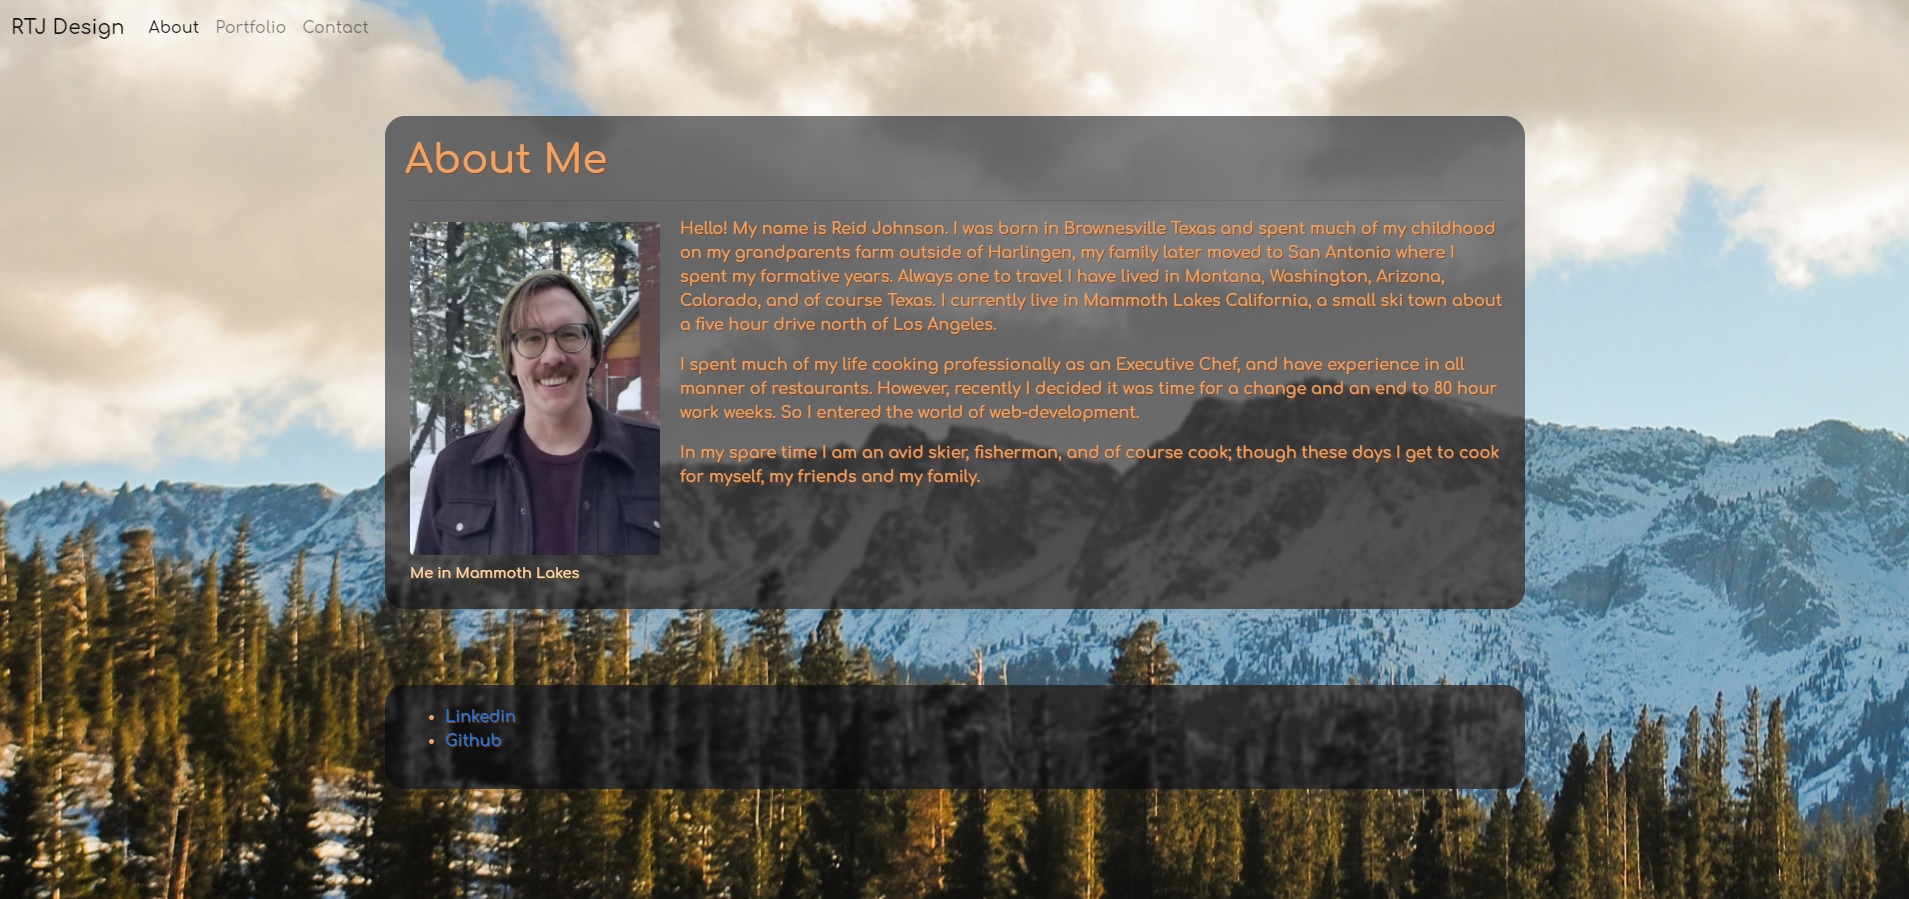 RTJ Design About Portfolio Contact
About Me
Hello! My name is Reid Johnson. I was born in Brownesville Texas and spent much of my childhood
on my grandparents farm outside of Harlingen, my family later moved to San Antonio where I
spent my formative years. Always one to travel I have lived in Montana, Washington, Arizona,
Colorado, and of course Texas. I currently live in Mammoth Lakes California, a small ski town about
a five hour drive north of Los Angeles.
I spent much of my life cooking professionally as an Executive Chef, and have experience in all
manner of restaurants. However, recently I decided it was time for a change and an end to 80 hour
work weeks. So I entered the world of web-development.
In my spare time I am an avid skier, fisherman, and of course cook; though these days I get to cook
for myself, my friends and my family.
Me in Mammoth Lakes
Linkedin
Github